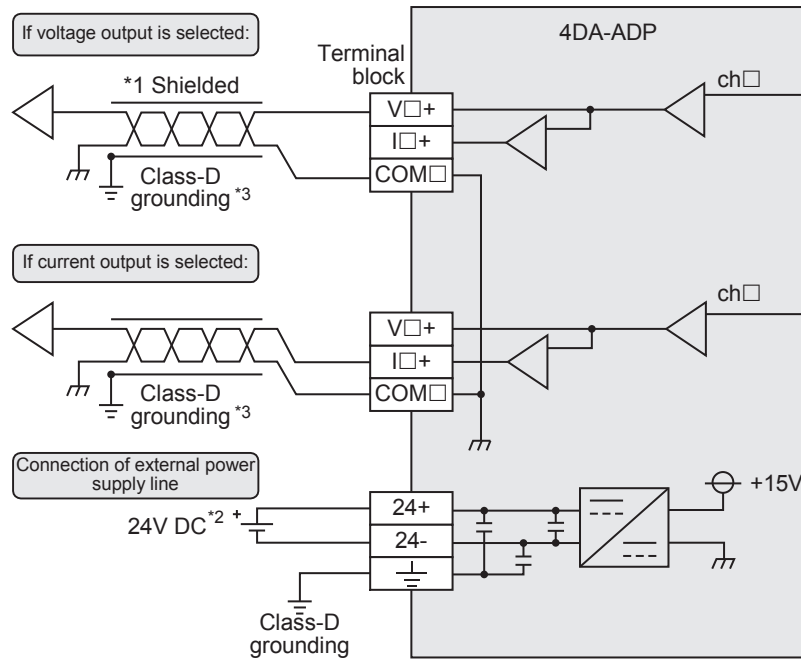 If voltage output is selected:
4DA-ADP
Terminal
block
*1 Shielded
ch□
V□+
I□+
COM□
Class-D
grounding *3
If current output is selected:
ch□
V□+
I□+
COM□
Class-D
grounding *3
Connection of external power
supply line
+15V
24V DC*2 +
24+
24-
Class-D
grounding